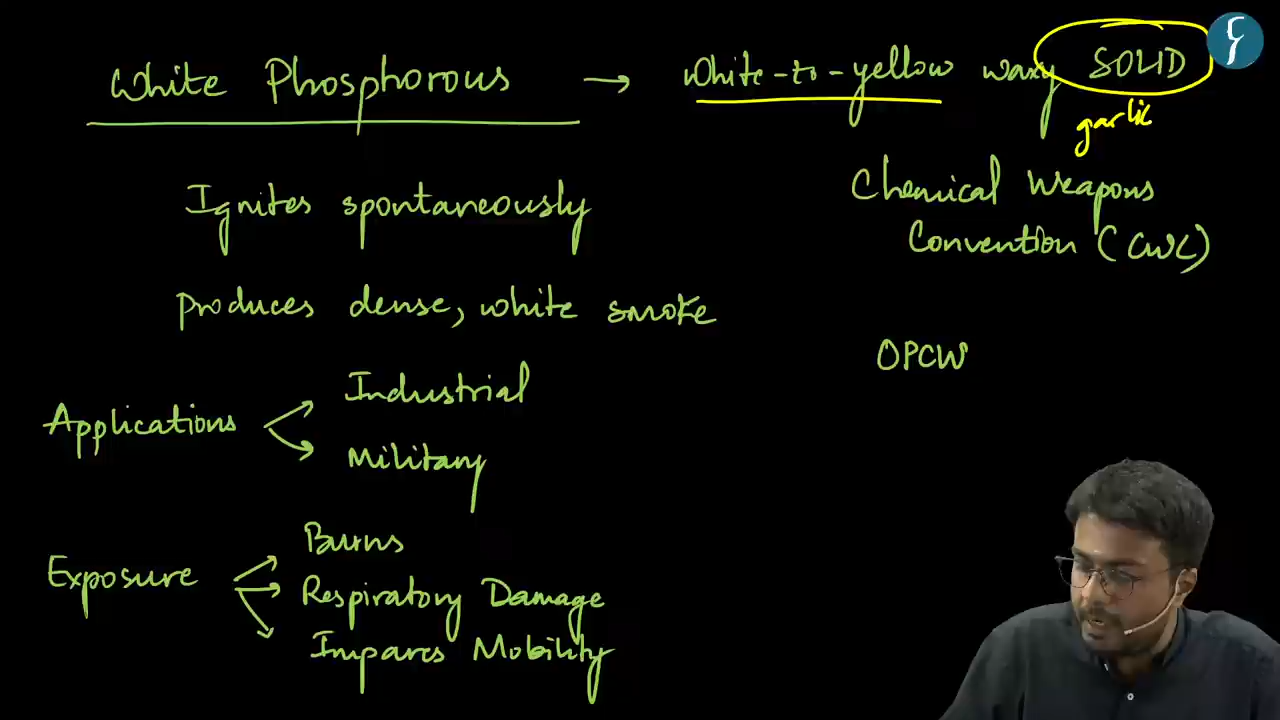 White Phosphorous → White-to-yellow waxy SOLID
garlic
Ignites spontaneously
Chemical Weapons
Convention (CWC)
produces dense, white smoke
OPCW
Applications
Industrial
Military
Exposure
Burns
Respiratory Damage
Impares Mobility